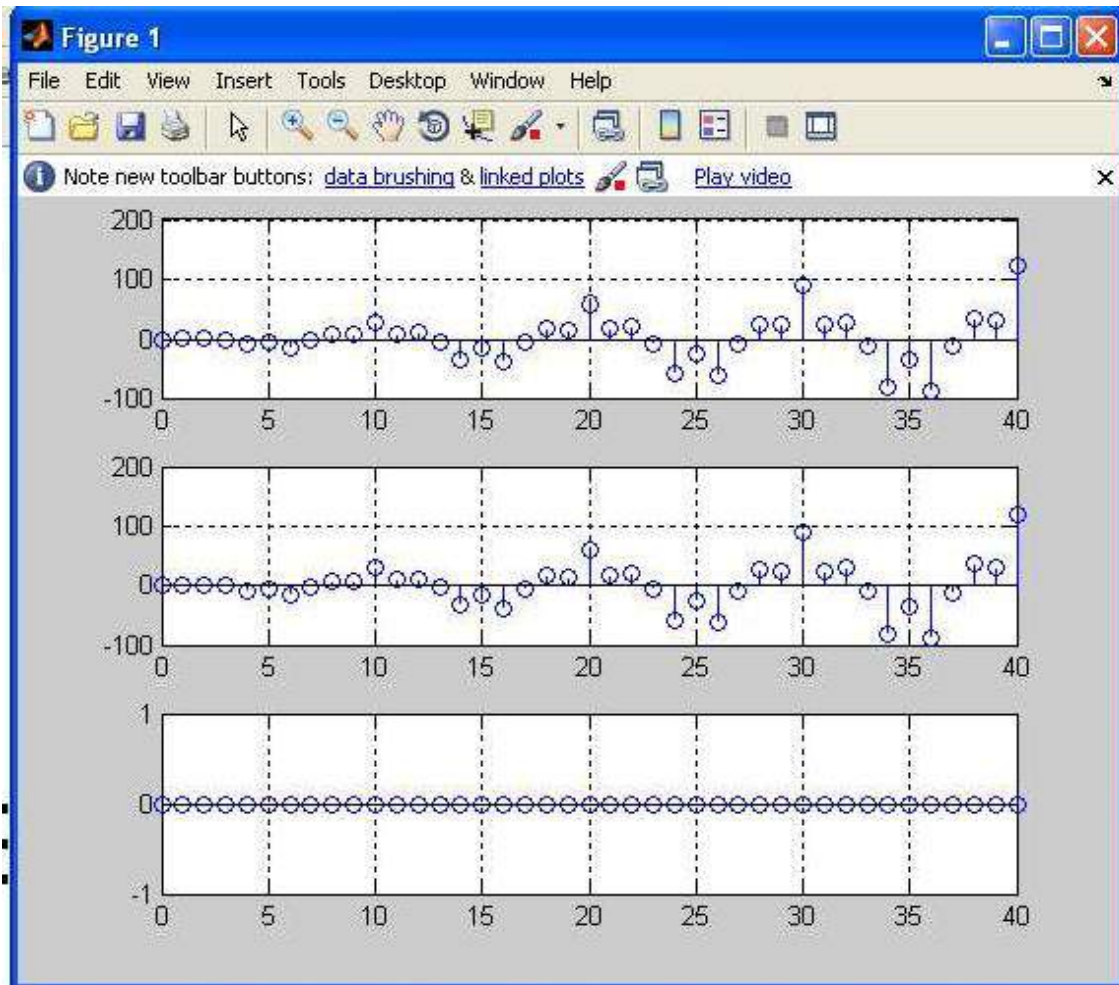 Figure 1
File Edit View Insert Tools Desktop Window Help
Note new toolbar buttons: data brushing & linked plots Play video
200
100
0
-100
0 5 10 15 20 25 30 35 40
200
100
0
-100
0 5 10 15 20 25 30 35 40
1
0
-1
0 5 10 15 20 25 30 35 40